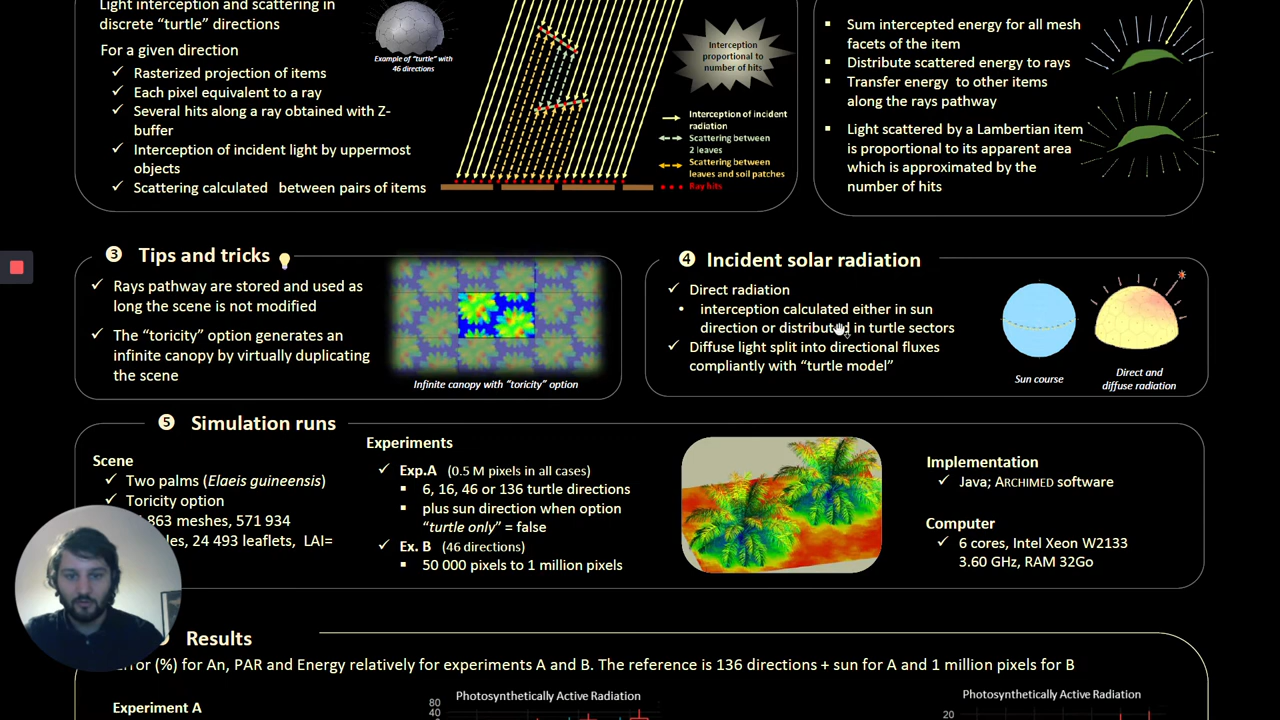 Light interception and scattering in
discrete “turtle” directions
For a given direction
✓ Rasterized projection of items
✓ Each pixel equivalent to a ray
✓ Several hits along a ray obtained with Z-
buffer
✓ Interception of incident light by uppermost
objects
✓ Scattering calculated between pairs of items
Example of “turtle” with
46 directions
Interception
proportional to
number of hits
Interception of incident
radiation
Scattering between
2 leaves
Scattering between
leaves and soil patches
Ray hits
▪ Sum intercepted energy for all mesh
facets of the item
▪ Distribute scattered energy to rays
▪ Transfer energy to other items
along the rays pathway
▪ Light scattered by a Lambertian item
is proportional to its apparent area
which is approximated by the
number of hits
❸ Tips and tricks
✓ Rays pathway are stored and used as
long the scene is not modified
✓ The “toricity” option generates an
infinite canopy by virtually duplicating
the scene
Infinite canopy with “toricity” option
❹ Incident solar radiation
✓ Direct radiation
• interception calculated either in sun
direction or distributed in turtle sectors
✓ Diffuse light split into directional fluxes
compliantly with “turtle model”
Sun course
Direct and
diffuse radiation
❺ Simulation runs
Scene
✓ Two palms (Elaeis guineensis)
✓ Toricity option
863 meshes, 571 934
24 493 leaflets, LAI=
Experiments
✓ Exp.A (0.5 M pixels in all cases)
▪ 6, 16, 46 or 136 turtle directions
▪ plus sun direction when option
“turtle only” = false
✓ Ex. B (46 directions)
▪ 50 000 pixels to 1 million pixels
Implementation
✓ Java; ARCHIMED software
Computer
✓ 6 cores, Intel Xeon W2133
3.60 GHz, RAM 32Go
Results
(%) for An, PAR and Energy relatively for experiments A and B. The reference is 136 directions + sun for A and 1 million pixels for B
Experiment A
Photosynthetically Active Radiation
80
40
Photosynthetically Active Radiation
20